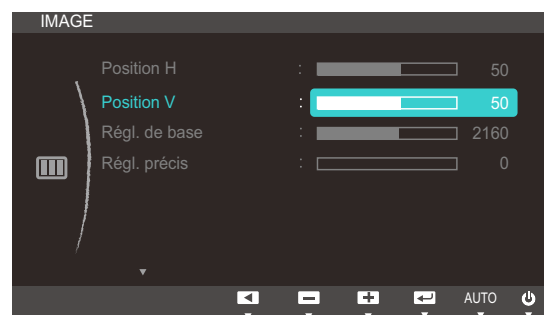 IMAGE
Position H : 50
Position V : 50
Régl. de base : 2160
Régl. précis : 0
AUTO